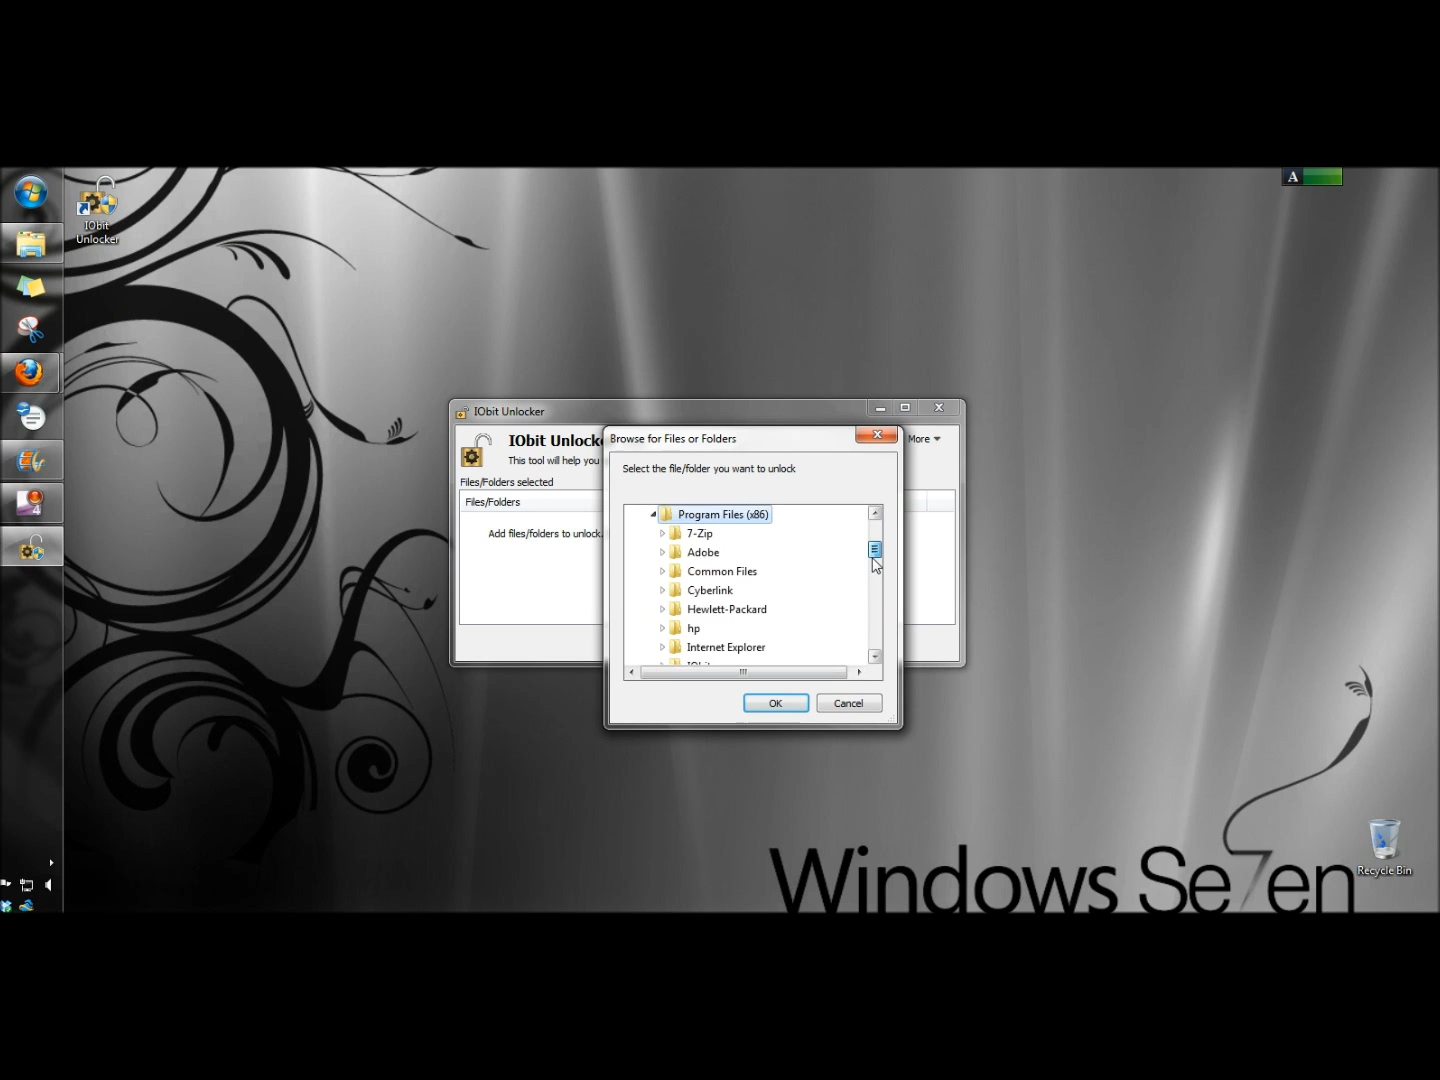 A
IObit
Unlocker
IObit Unlocker
More
This tool will help you
Files/Folders selected
Files/Folders
Add files/folders to unlock.
Browse for Files or Folders
Select the file/folder you want to unlock
Program Files (x86)
7-Zip
Adobe
Common Files
Cyberlink
Hewlett-Packard
hp
Internet Explorer
OK
Cancel
4
Windows Se7en
Recycle Bin